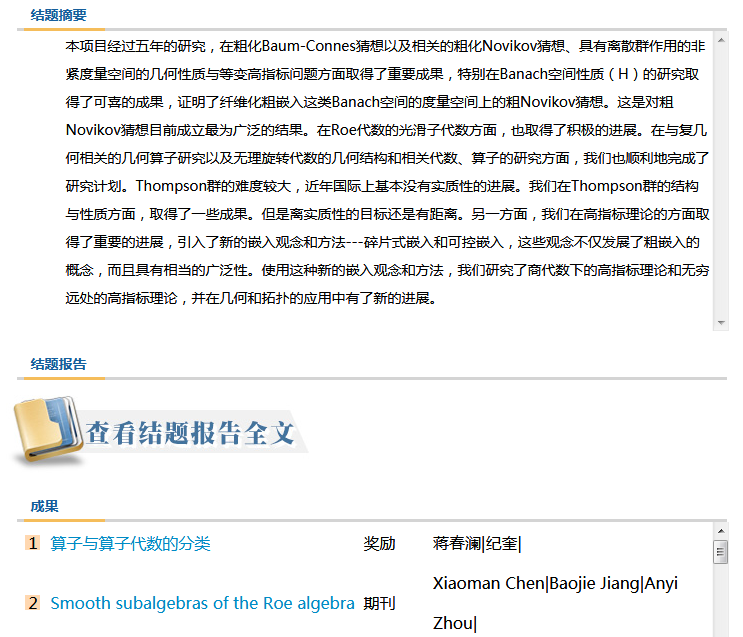 结题摘要
本项目经过五年的研究，在粗化Baum-Connes猜想以及相关的粗化Novikov猜想、具有离散群作用的非
紧度量空间的几何性质与等变高指标问题方面取得了重要成果，特别在Banach空间性质（H）的研究取
得了可喜的成果，证明了纤维化粗嵌入这类Banach空间的度量空间上的粗Novikov猜想。这是对粗
Novikov猜想目前成立最为广泛的结果。在Roe代数的光滑子代数方面，也取得了积极的进展。在与复几
何相关的几何算子研究以及无理旋转代数的几何结构和相关代数、算子的研究方面，我们也顺利地完成了
研究计划。Thompson群的难度较大，近年国际上基本没有实质性的进展。我们在Thompson群的结构
与性质方面，取得了一些成果。但是离实质性的目标还是有距离。另一方面，我们在高指标理论的方面取
得了重要的进展，引入了新的嵌入观念和方法---碎片式嵌入和可控嵌入，这些观念不仅发展了粗嵌入的
概念，而且具有相当的广泛性。使用这种新的嵌入观念和方法，我们研究了商代数下的高指标理论和无穷
远处的高指标理论，并在几何和拓扑的应用中有了新的进展。
结题报告
查看结题报告全文
成果
1 算子与算子代数的分类 奖励 蒋春澜|纪奎|
Xiaoman Chen|Baojie Jiang|Anyi
2 Smooth subalgebras of the Roe algebra 期刊
Zhou|